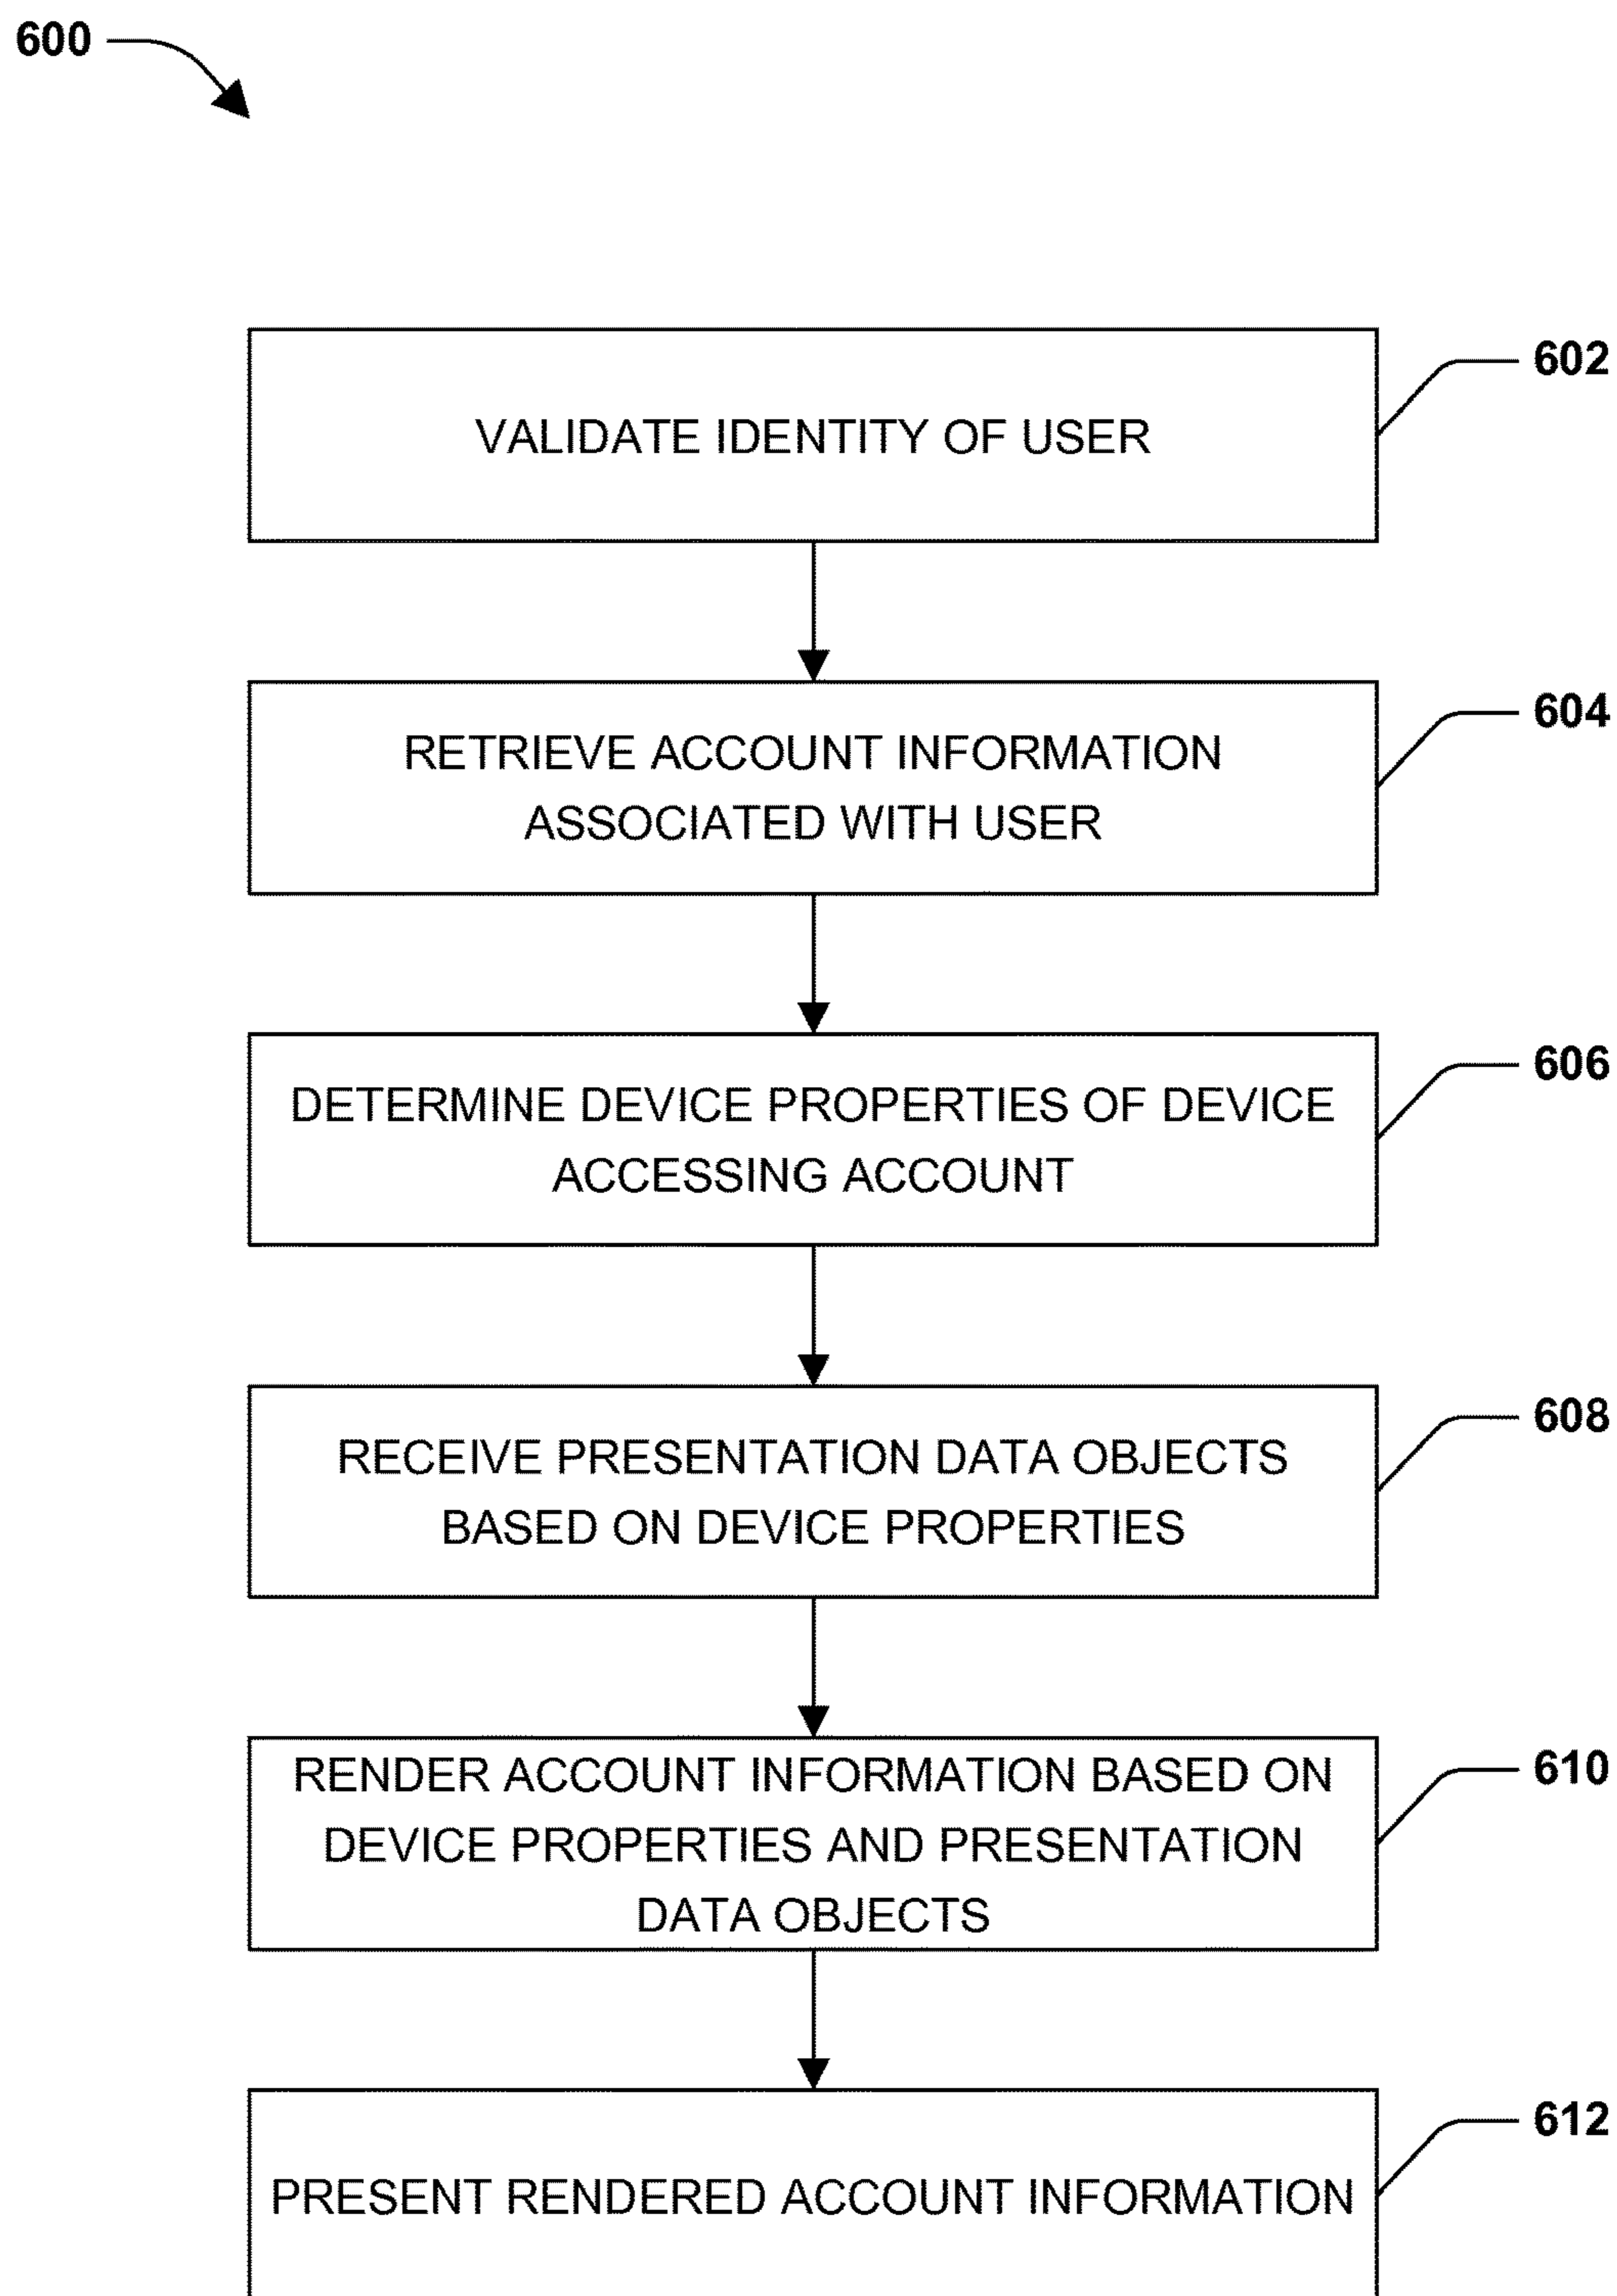 600
602
VALIDATE IDENTITY OF USER
604
RETRIEVE ACCOUNT INFORMATION
ASSOCIATED WITH USER
606
DETERMINE DEVICE PROPERTIES OF DEVICE
ACCESSING ACCOUNT
608
RECEIVE PRESENTATION DATA OBJECTS
BASED ON DEVICE PROPERTIES
610
RENDER ACCOUNT INFORMATION BASED ON
DEVICE PROPERTIES AND PRESENTATION
DATA OBJECTS
612
PRESENT RENDERED ACCOUNT INFORMATION